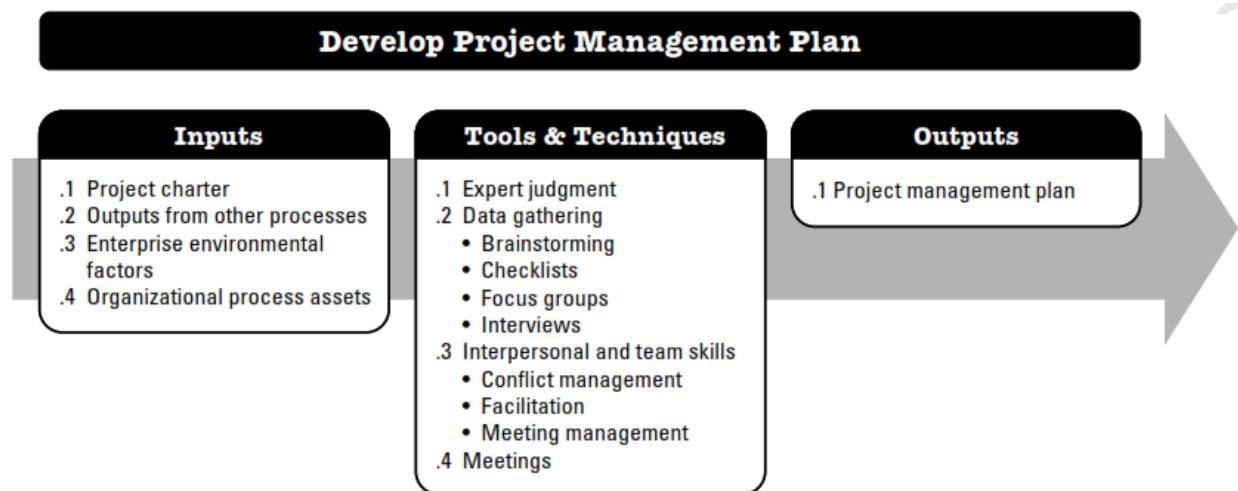 Develop Project Management Plan
Inputs
.1 Project charter
.2 Outputs from other processes
.3 Enterprise environmental
factors
.4 Organizational process assets
Tools & Techniques
.1 Expert judgment
.2 Data gathering
• Brainstorming
• Checklists
• Focus groups
• Interviews
.3 Interpersonal and team skills
• Conflict management
• Facilitation
• Meeting management
.4 Meetings
Outputs
.1 Project management plan